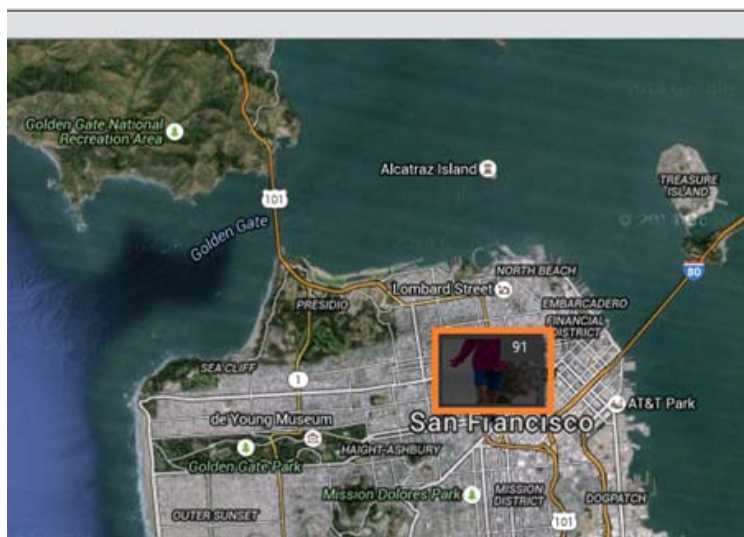 Golden Gate National
Recreation Area
Alcatraz Island
TREASURE
ISLAND
101
Golden Gate
80
NORTH BEACH
Lombard Street
PRESIDIO
EMBARCADERO
FINANCIAL
DISTRICT
91
SEA CLIFF
1
AT&T Park
de Young Museum
San Francisco
HAIGHT-ASHBURY
Golden Gate Park
Mission Dolores Park
MISSION
DISTRICT
DOGPATCH
OUTER SUNSET
101